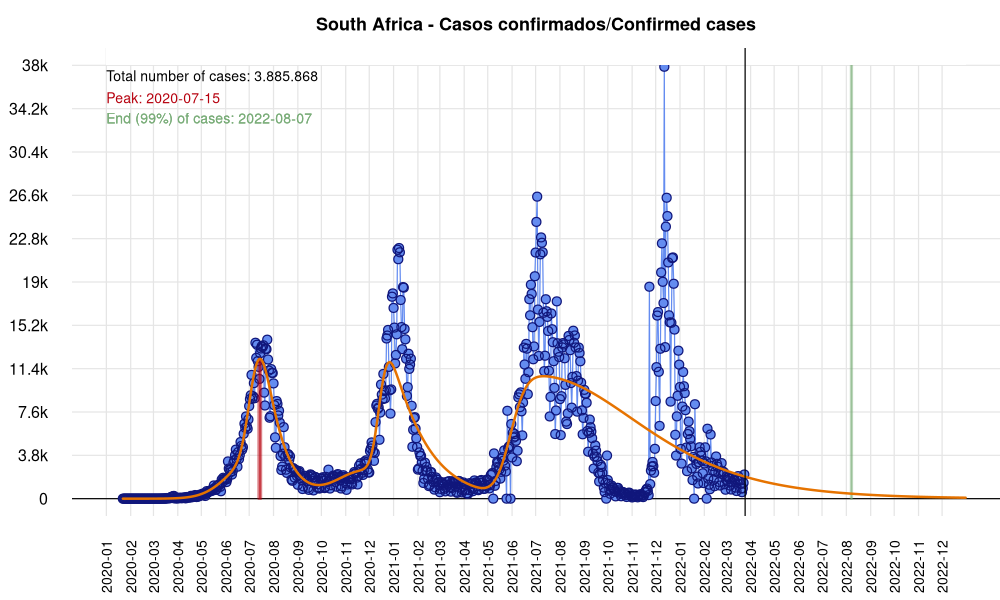 South Africa - Casos confirmados/Confirmed cases
Total number of cases: 3.885.868
Peak: 2020-07-15
End (99%) of cases: 2022-08-07
38k
34.2k
30.4k
26.6k
22.8k
19k
15.2k
11.4k
7.6k
3.8k
0
2020-01
2020-02
2020-03
2020-04
2020-05
2020-06
2020-07
2020-08
2020-09
2020-10
2020-11
2020-12
2021-01
2021-02
2021-03
2021-04
2021-05
2021-06
2021-07
2021-08
2021-09
2021-10
2021-11
2021-12
2022-01
2022-02
2022-03
2022-04
2022-05
2022-06
2022-07
2022-08
2022-09
2022-10
2022-11
2022-12